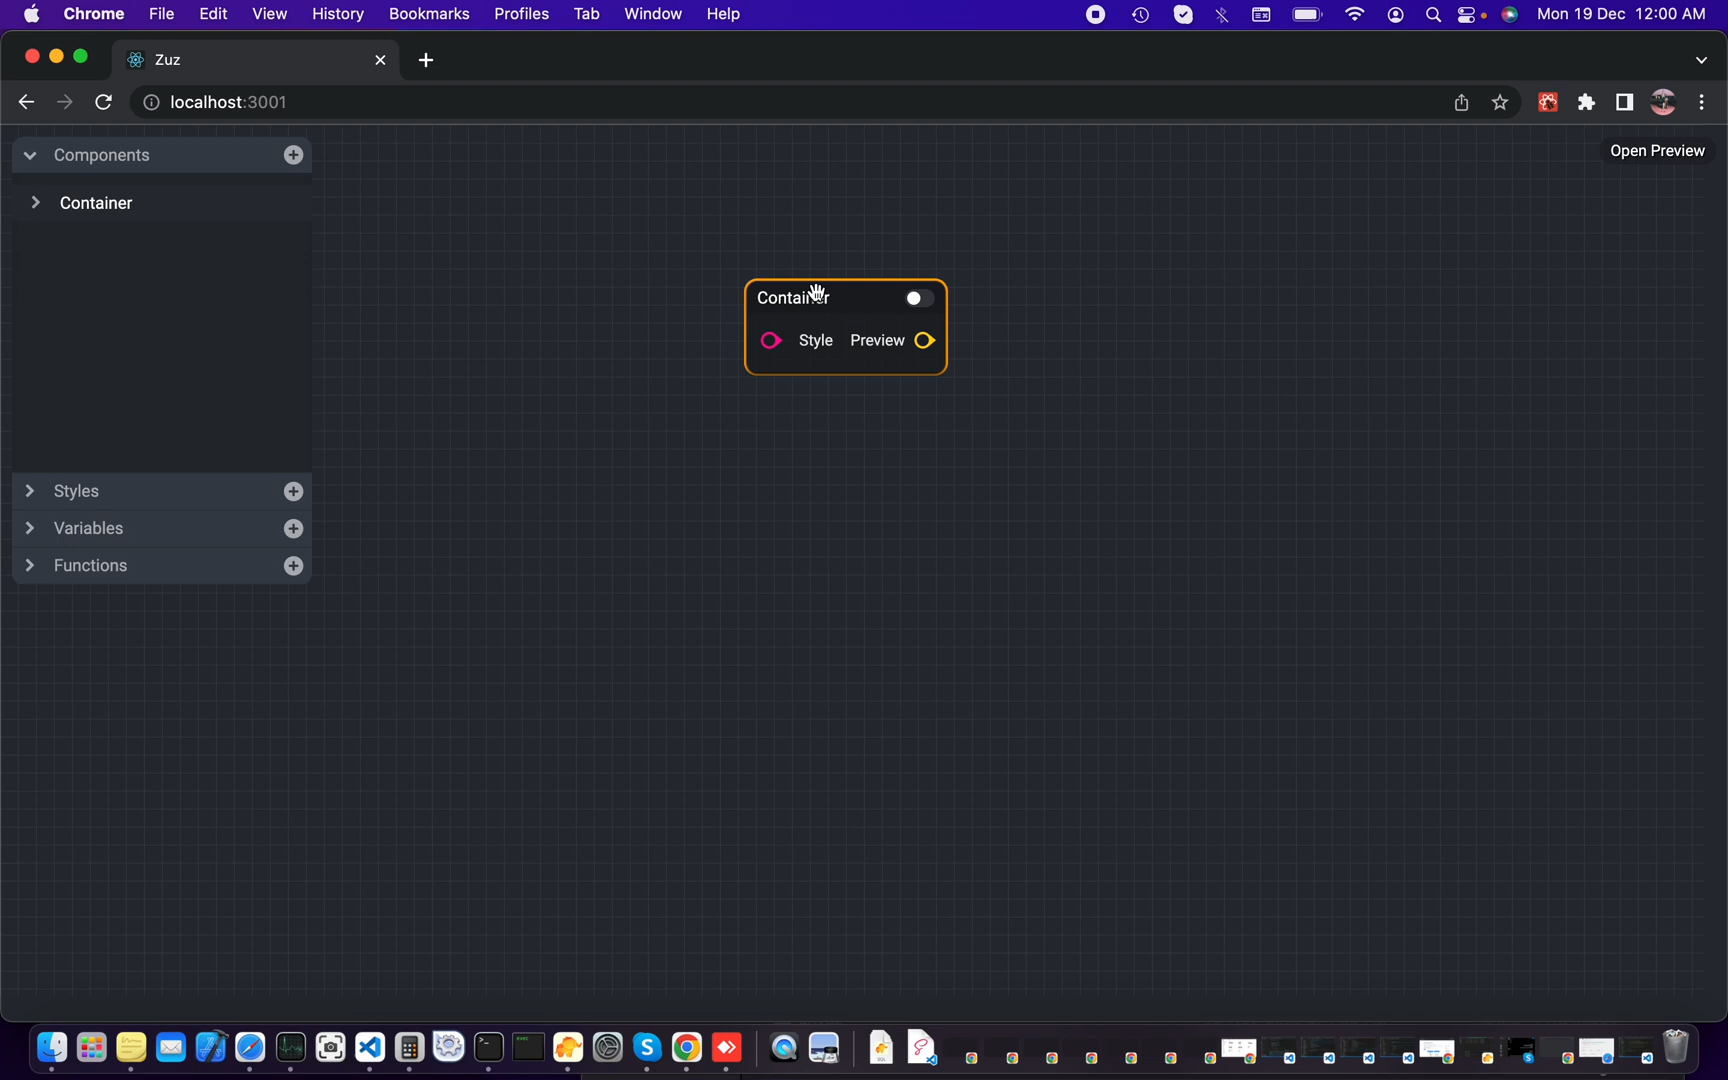 Chrome File Edit View History Bookmarks Profiles Tab Window Help Mon 19 Dec 12:00 AM
Zuz
localhost:3001
Components
Open Preview
Container
Container
Style Preview
Styles
Variables
Functions